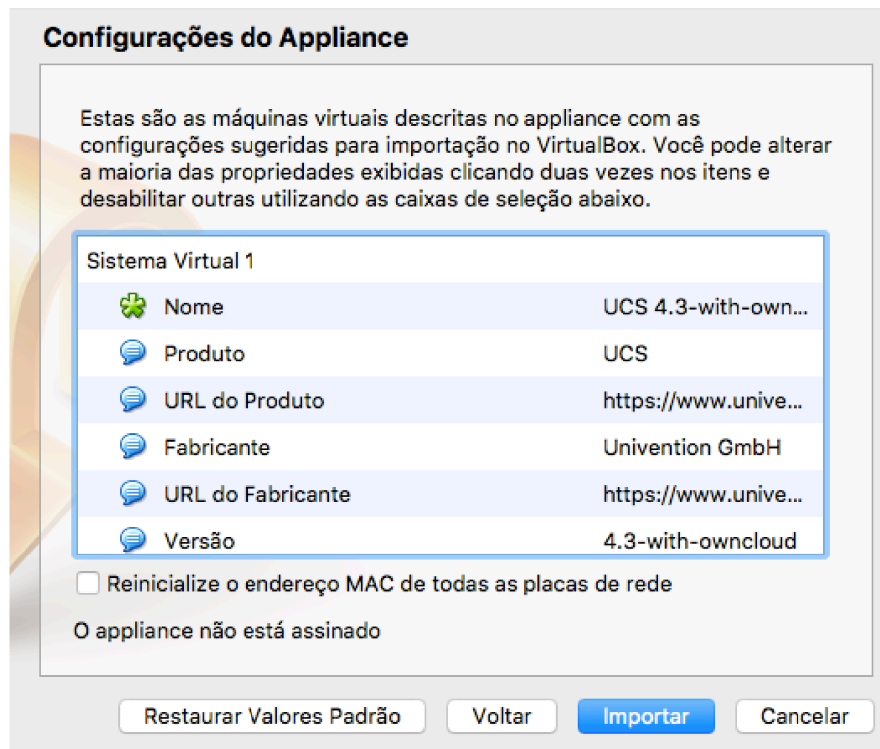 Configurações do Appliance
Estas são as máquinas virtuais descritas no appliance com as
configurações sugeridas para importação no VirtualBox. Você pode alterar
a maioria das propriedades exibidas clicando duas vezes nos itens e
desabilitar outras utilizando as caixas de seleção abaixo.
Sistema Virtual 1
Nome UCS 4.3-with-own...
Produto UCS
URL do Produto https://www.unive...
Fabricante Univention GmbH
URL do Fabricante https://www.unive...
Versão 4.3-with-owncloud
Reinicialize o endereço MAC de todas as placas de rede
O appliance não está assinado
Restaurar Valores Padrão Voltar Importar Cancelar